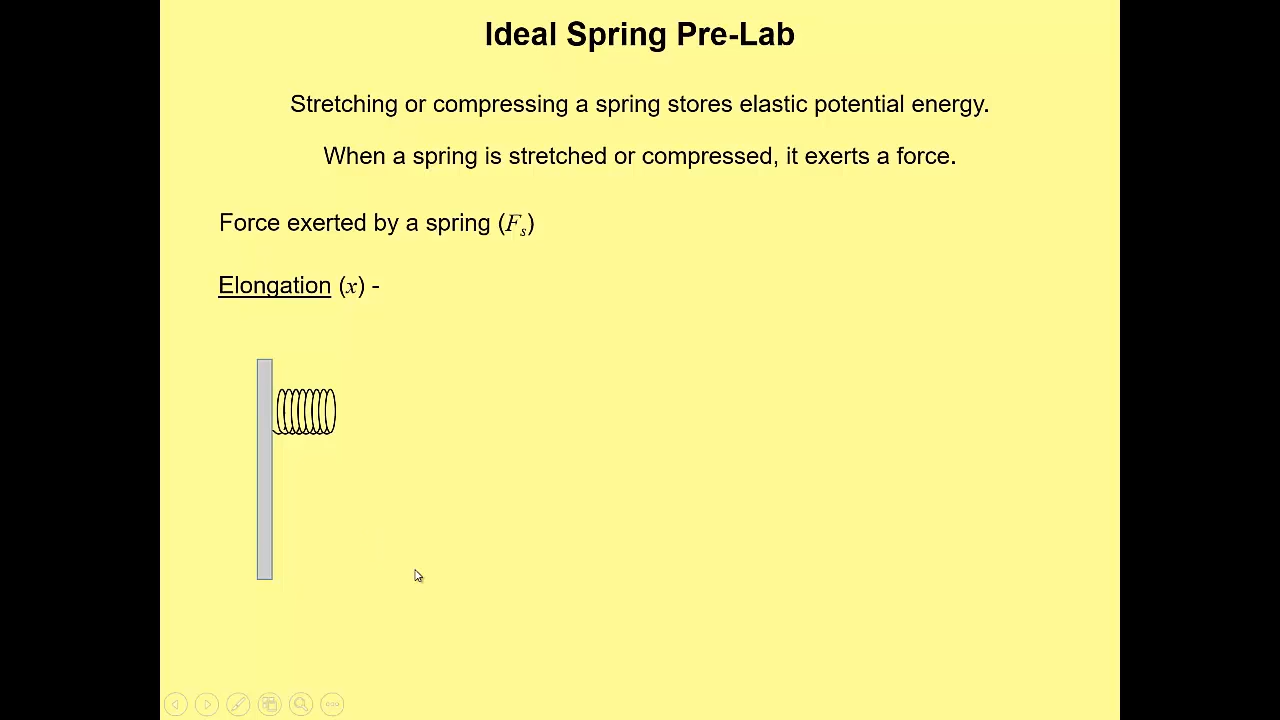 Ideal Spring Pre-Lab
Stretching or compressing a spring stores elastic potential energy.
When a spring is stretched or compressed, it exerts a force.
Force exerted by a spring (Fs)
Elongation (x) -